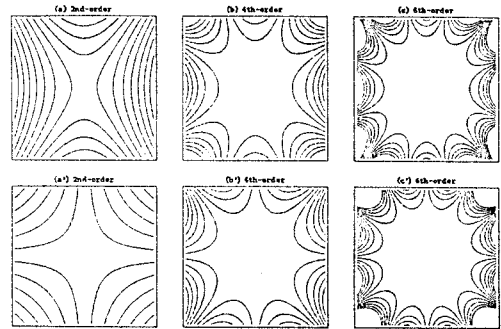 (a) 2nd-order
(b) 4th-order
(c) 6th-order
(a') 2nd-order
(b') 4th-order
(c') 6th-order